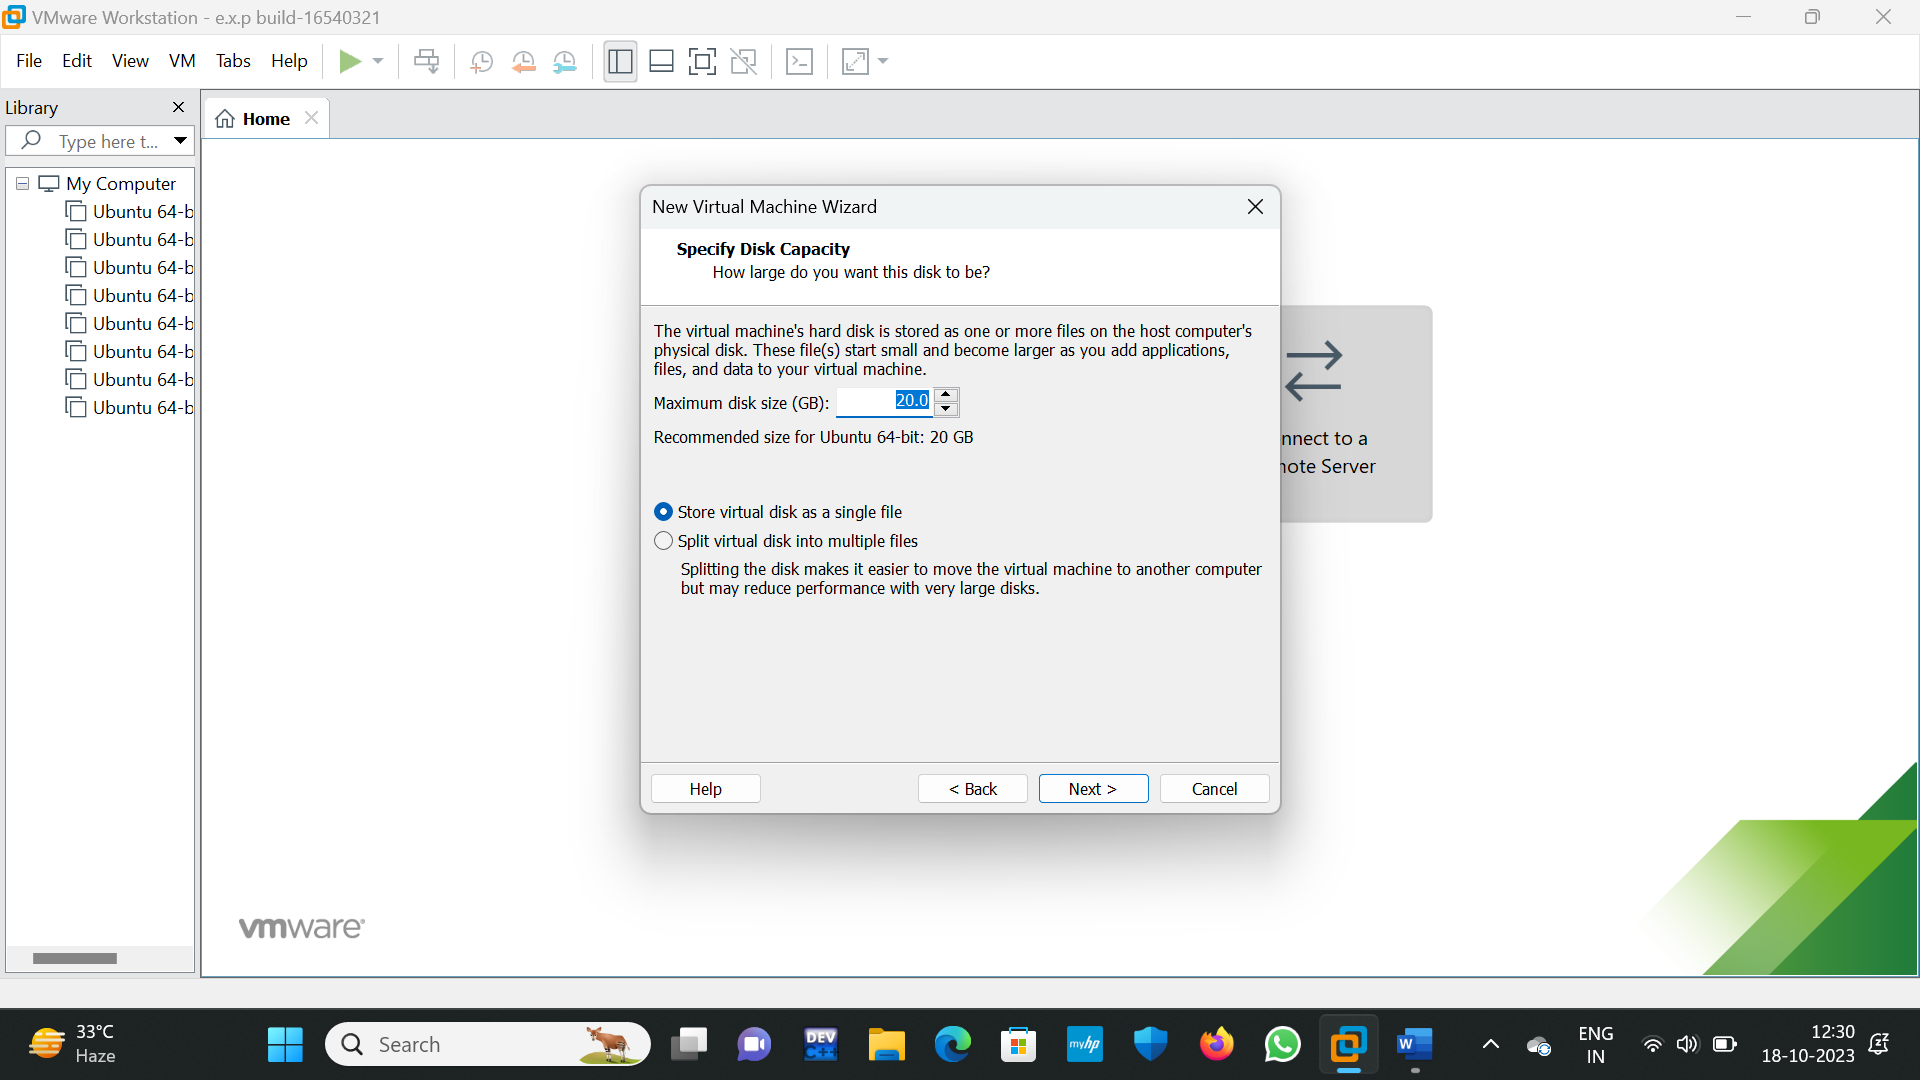 VMware Workstation - e.x.p build-16540321
File Edit View VM Tabs Help
Library
Type here t...
Home
My Computer
Ubuntu 64-b
Ubuntu 64-b
Ubuntu 64-b
Ubuntu 64-b
Ubuntu 64-b
Ubuntu 64-b
Ubuntu 64-b
Ubuntu 64-b
New Virtual Machine Wizard
Specify Disk Capacity
How large do you want this disk to be?
The virtual machine's hard disk is stored as one or more files on the host computer's
physical disk. These file(s) start small and become larger as you add applications,
files, and data to your virtual machine.
Maximum disk size (GB): 20.0
Recommended size for Ubuntu 64-bit: 20 GB
Store virtual disk as a single file
Split virtual disk into multiple files
Splitting the disk makes it easier to move the virtual machine to another computer
but may reduce performance with very large disks.
Help < Back Next > Cancel
nnect to a
note Server
vmware
33°C
Haze
Search
DEV
C++
myhp
W
ENG
IN
12:30
18-10-2023